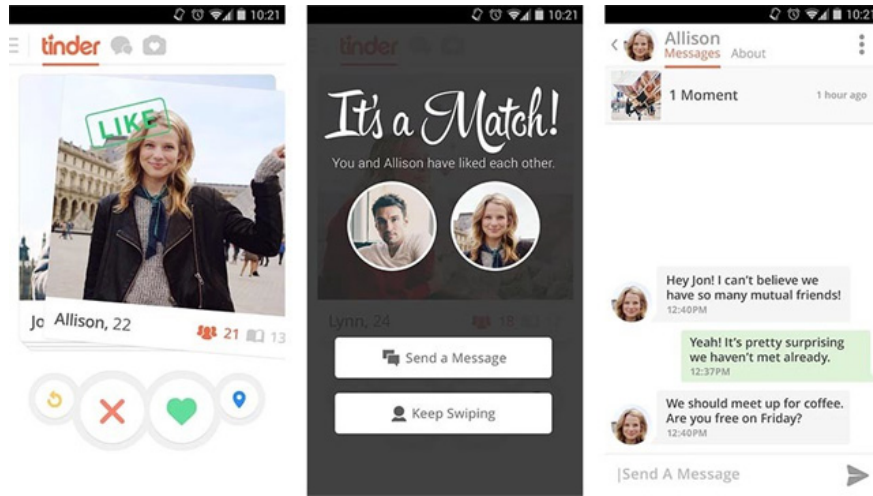 10:21
tinder
LIKE
Jo
Allison, 22
21
13
10:21
tinder
It's a Match!
You and Allison have liked each other.
Lynn, 24
18
Send a Message
Keep Swiping
10:21
Allison
Messages About
1 Moment
1 hour ago
Hey Jon! I can't believe we
have so many mutual friends!
12:40PM
Yeah! It's pretty surprising
we haven't met already.
12:37PM
We should meet up for coffee.
Are you free on Friday?
12:40PM
|Send A Message